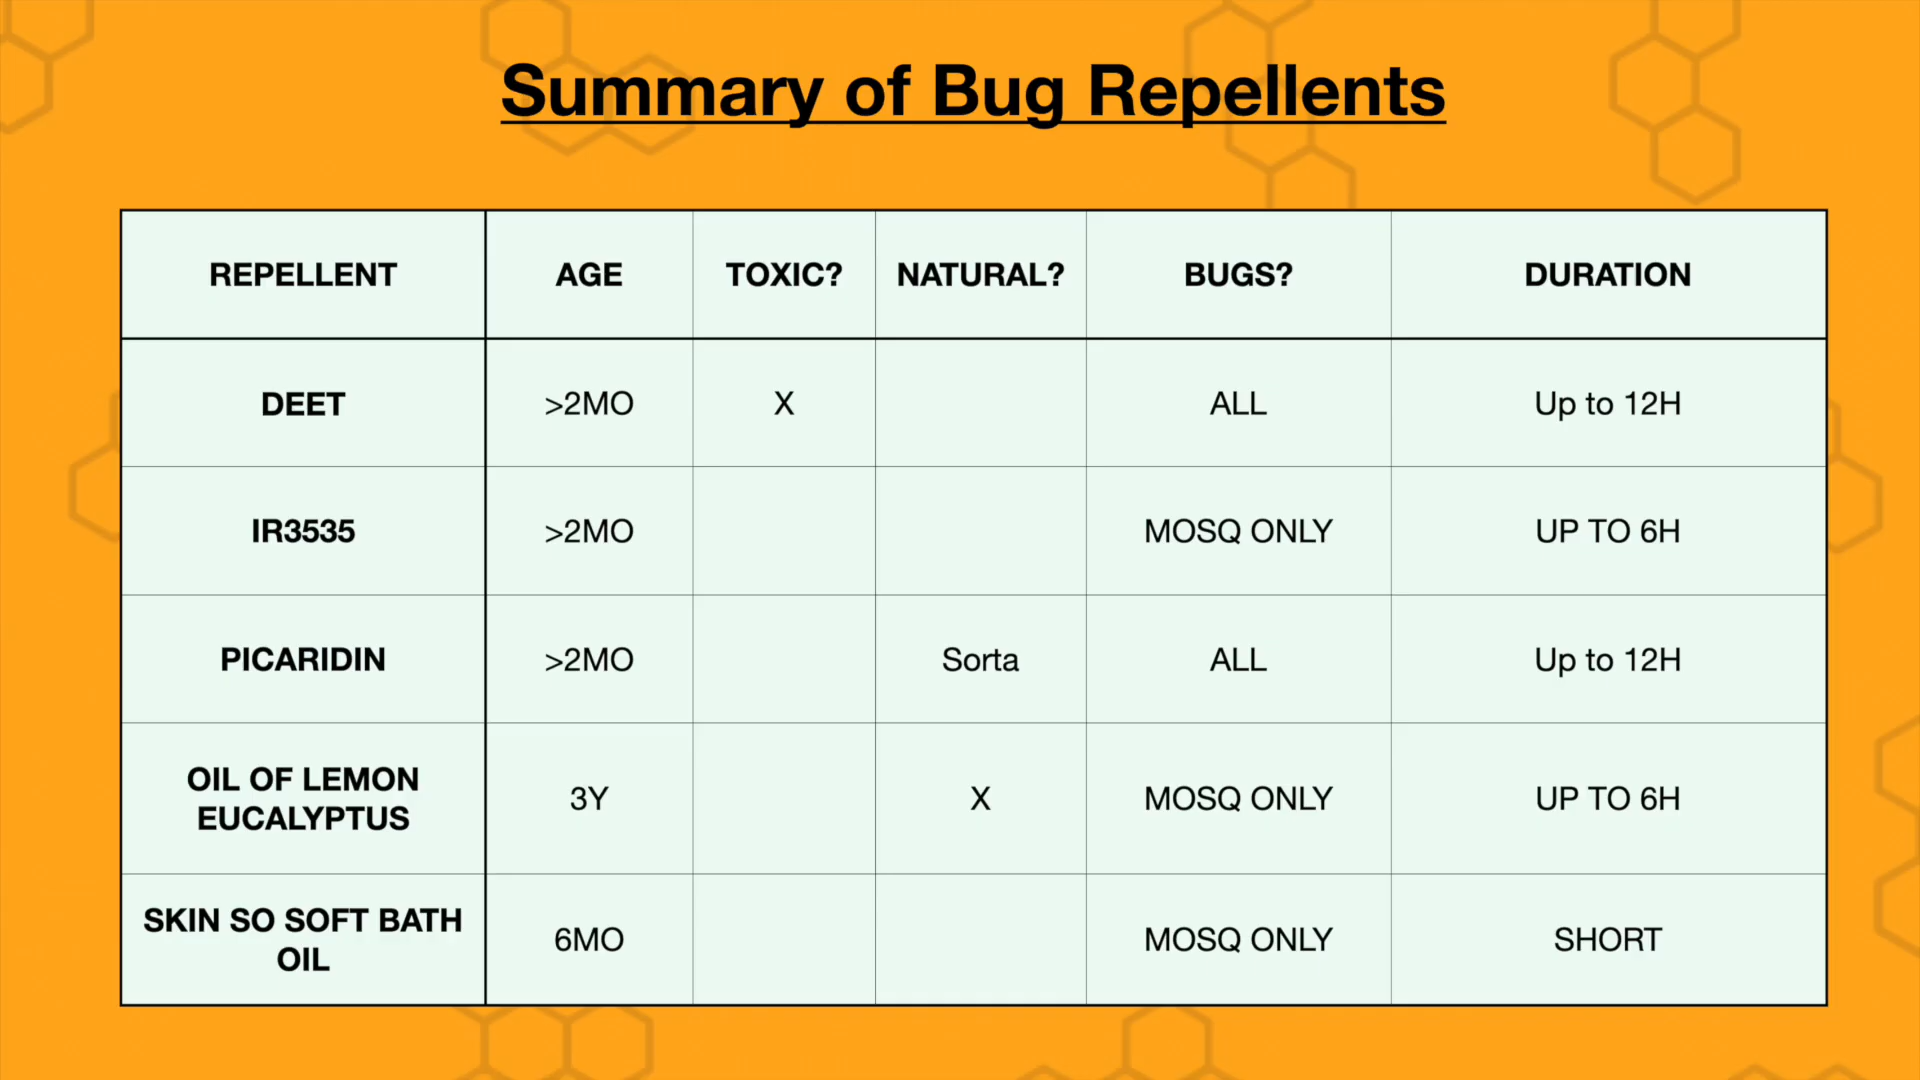 Summary of Bug Repellents
REPELLENT AGE TOXIC? NATURAL? BUGS? DURATION
DEET >2MO X ALL Up to 12H
IR3535 >2MO MOSQ ONLY UP TO 6H
PICARIDIN >2MO Sorta ALL Up to 12H
OIL OF LEMON
EUCALYPTUS 3Y X MOSQ ONLY UP TO 6H
SKIN SO SOFT BATH
OIL 6MO MOSQ ONLY SHORT